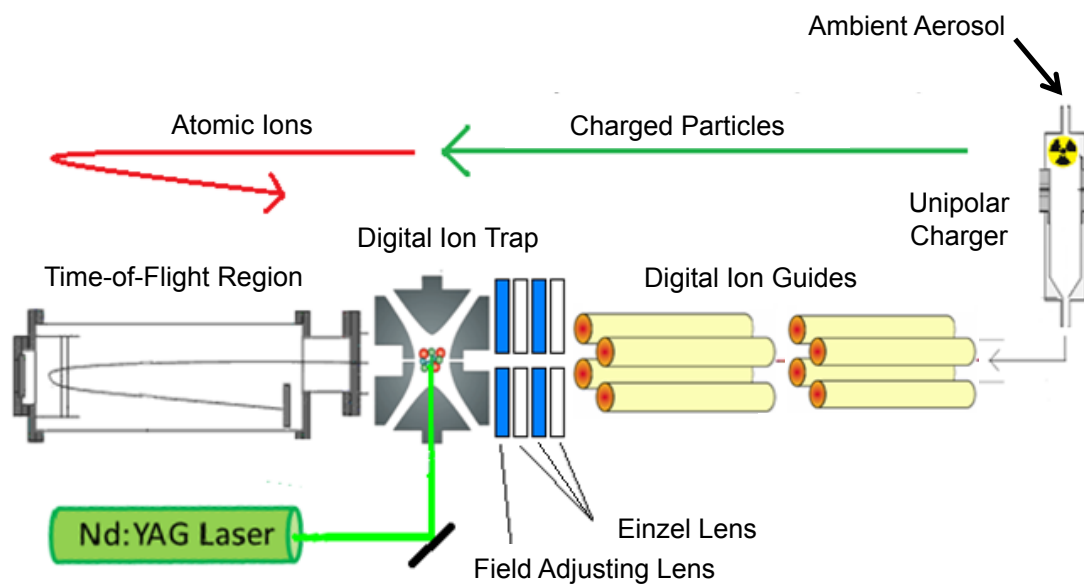 Ambient Aerosol
Atomic Ions
Charged Particles
Unipolar
Charger
Digital Ion Trap
Time-of-Flight Region
Digital Ion Guides
Nd:YAG Laser
Einzel Lens
Field Adjusting Lens